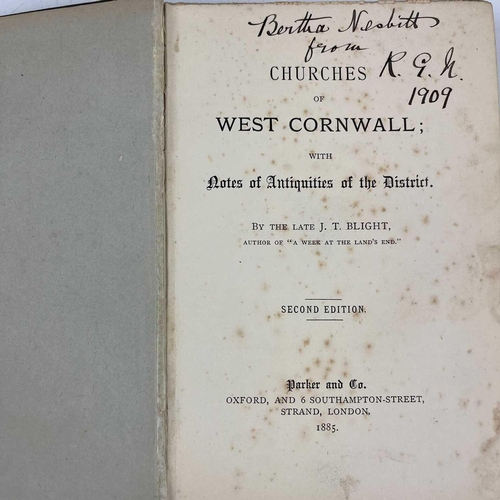 Bertha Nesbitt
from
R. G. N.
1909
CHURCHES
OF
WEST CORNWALL;
WITH
Notes of Antiquities of the District.
BY THE LATE J. T. BLIGHT,
AUTHOR OF "A WEEK AT THE LAND'S END."
SECOND EDITION.
Parker and Co.
OXFORD, AND 6 SOUTHAMPTON-STREET,
STRAND, LONDON.
1885.